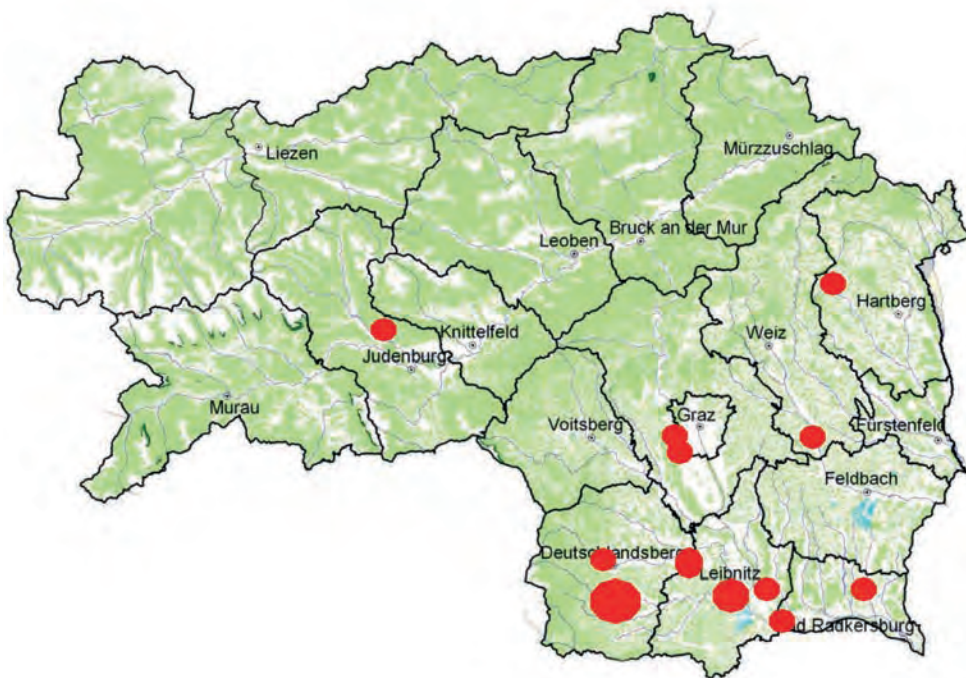 Mürzzuschlag
Liezen
Bruck an der Mur
Leoben
Hartberg
Knittelfeld
Weiz
Judenburg
Murau
Graz
Voitsberg
Fürstenfeld
Feldbach
Deutschlandsberg
Leibnitz
d Radkersburg